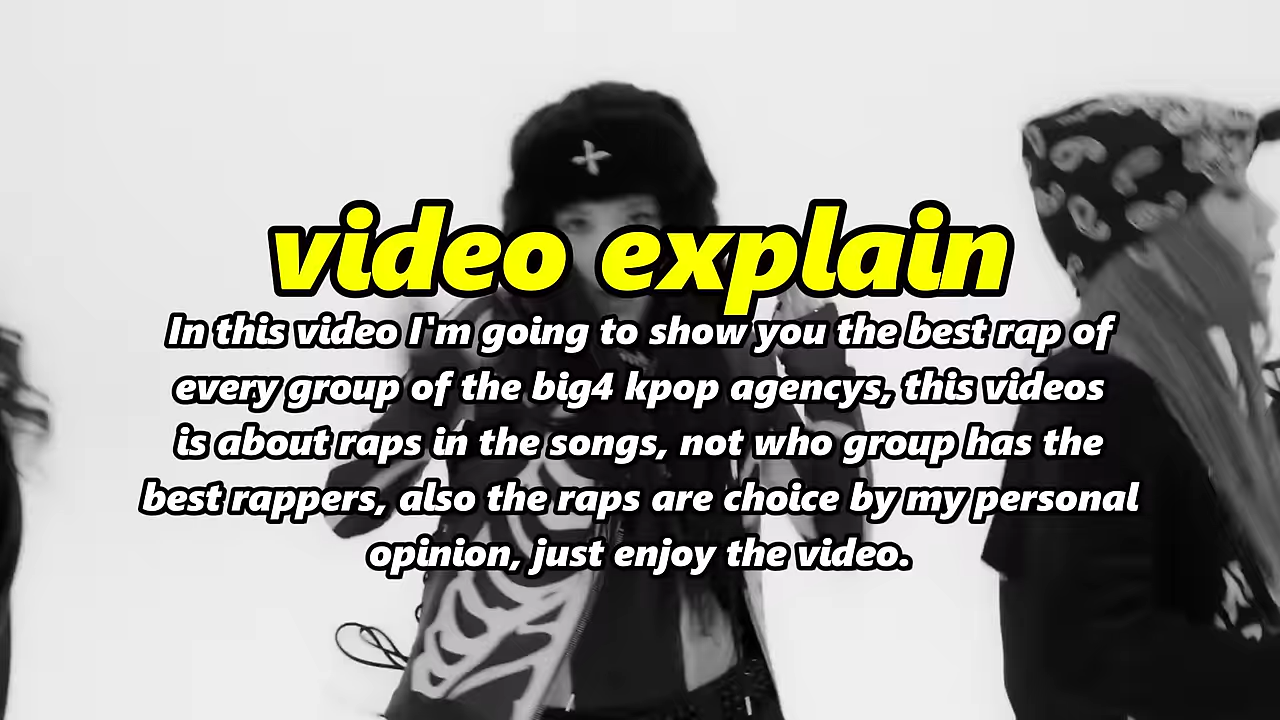 video explain
In this video I'm going to show you the best rap of
every group of the big4 kpop agencys, this videos
is about raps in the songs, not who group has the
best rappers, also the raps are choice by my personal
opinion, just enjoy the video.